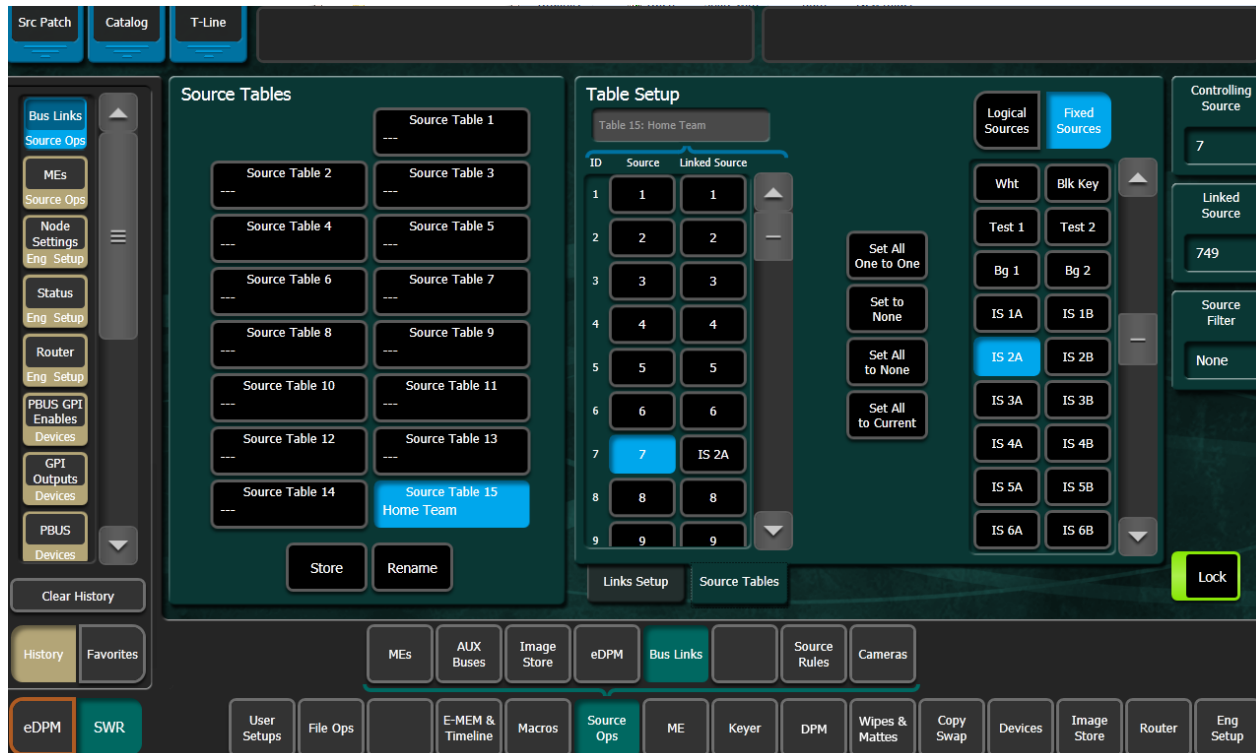 Src Patch
Catalog
T-Line
Bus Links
Source Ops
MEs
Source Ops
Node
Settings
Eng Setup
Status
Eng Setup
Router
Eng Setup
PBUS GPI
Enables
Devices
GPI
Outputs
Devices
PBUS
Devices
Clear History
History
Favorites
eDPM
SWR
Source Tables
Source Table 1
---
Source Table 2
---
Source Table 3
---
Source Table 4
---
Source Table 5
---
Source Table 6
---
Source Table 7
---
Source Table 8
---
Source Table 9
---
Source Table 10
---
Source Table 11
---
Source Table 12
---
Source Table 13
---
Source Table 14
---
Source Table 15
Home Team
Store
Rename
Table Setup
Table 15: Home Team
ID Source Linked Source
1 1 1
2 2 2
3 3 3
4 4 4
5 5 5
6 6 6
7 7 IS 2A
8 8 8
9 9 9
Links Setup
Source Tables
Set All
One to One
Set to
None
Set All
to None
Set All
to Current
Logical
Sources
Fixed
Sources
Wht Blk Key
Test 1 Test 2
Bg 1 Bg 2
IS 1A IS 1B
IS 2A IS 2B
IS 3A IS 3B
IS 4A IS 4B
IS 5A IS 5B
IS 6A IS 6B
Controlling
Source
7
Linked
Source
749
Source
Filter
None
Lock
MEs
AUX
Buses
Image
Store
eDPM
Bus Links
Source
Rules
Cameras
User
Setups
File Ops
E-MEM &
Timeline
Macros
Source
Ops
ME
Keyer
DPM
Wipes &
Mattes
Copy
Swap
Devices
Image
Store
Router
Eng
Setup